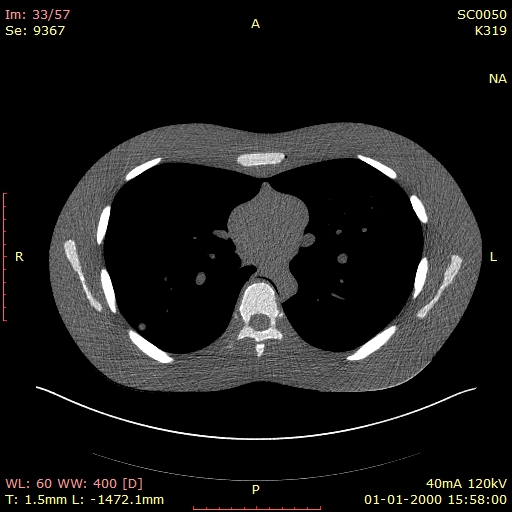 Im: 33/57
Se: 9367
A
SC0050
K319
NA
R
L
WL: 60 WW: 400 [D]
T: 1.5mm L: -1472.1mm
P
40mA 120kV
01-01-2000 15:58:00